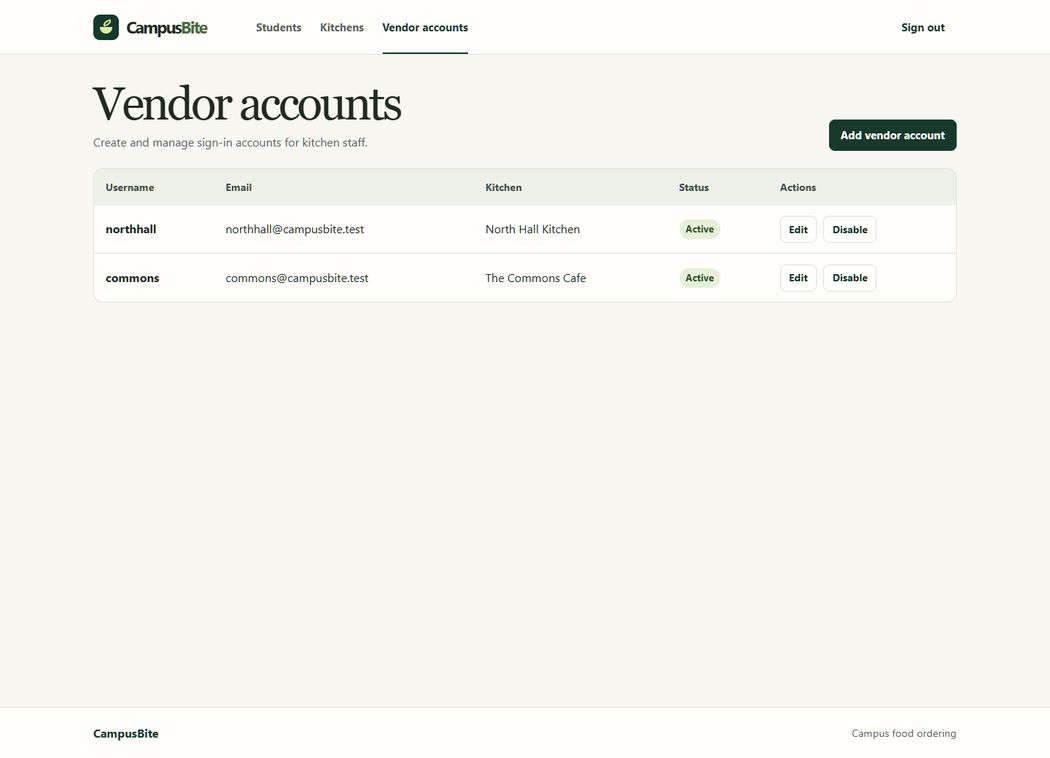 CampusBite Students Kitchens Vendor accounts Sign out
Vendor accounts
Create and manage sign-in accounts for kitchen staff.
Add vendor account
Username Email Kitchen Status Actions
northhall northhall@campusbite.test North Hall Kitchen Active Edit Disable
commons commons@campusbite.test The Commons Cafe Active Edit Disable
CampusBite Campus food ordering